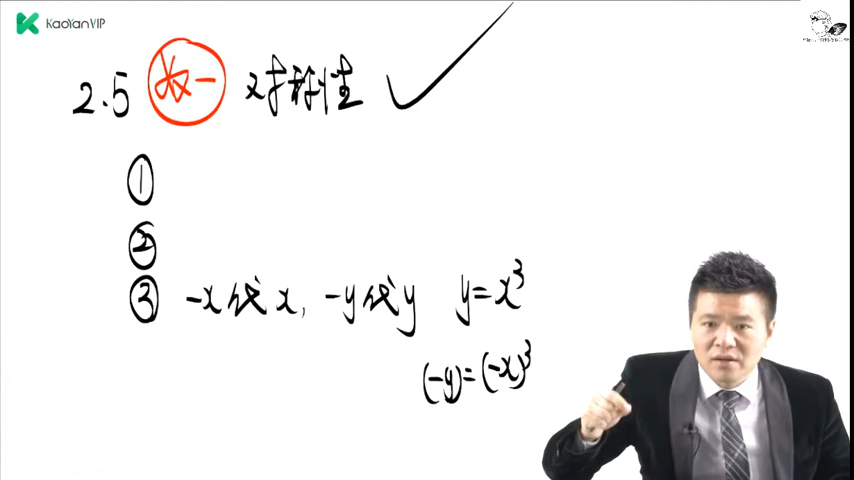 KaoYanVIP
2.5 数一 对称性
①
②
③ -x代x, -y代y y=x³
(-y)=(-x)³